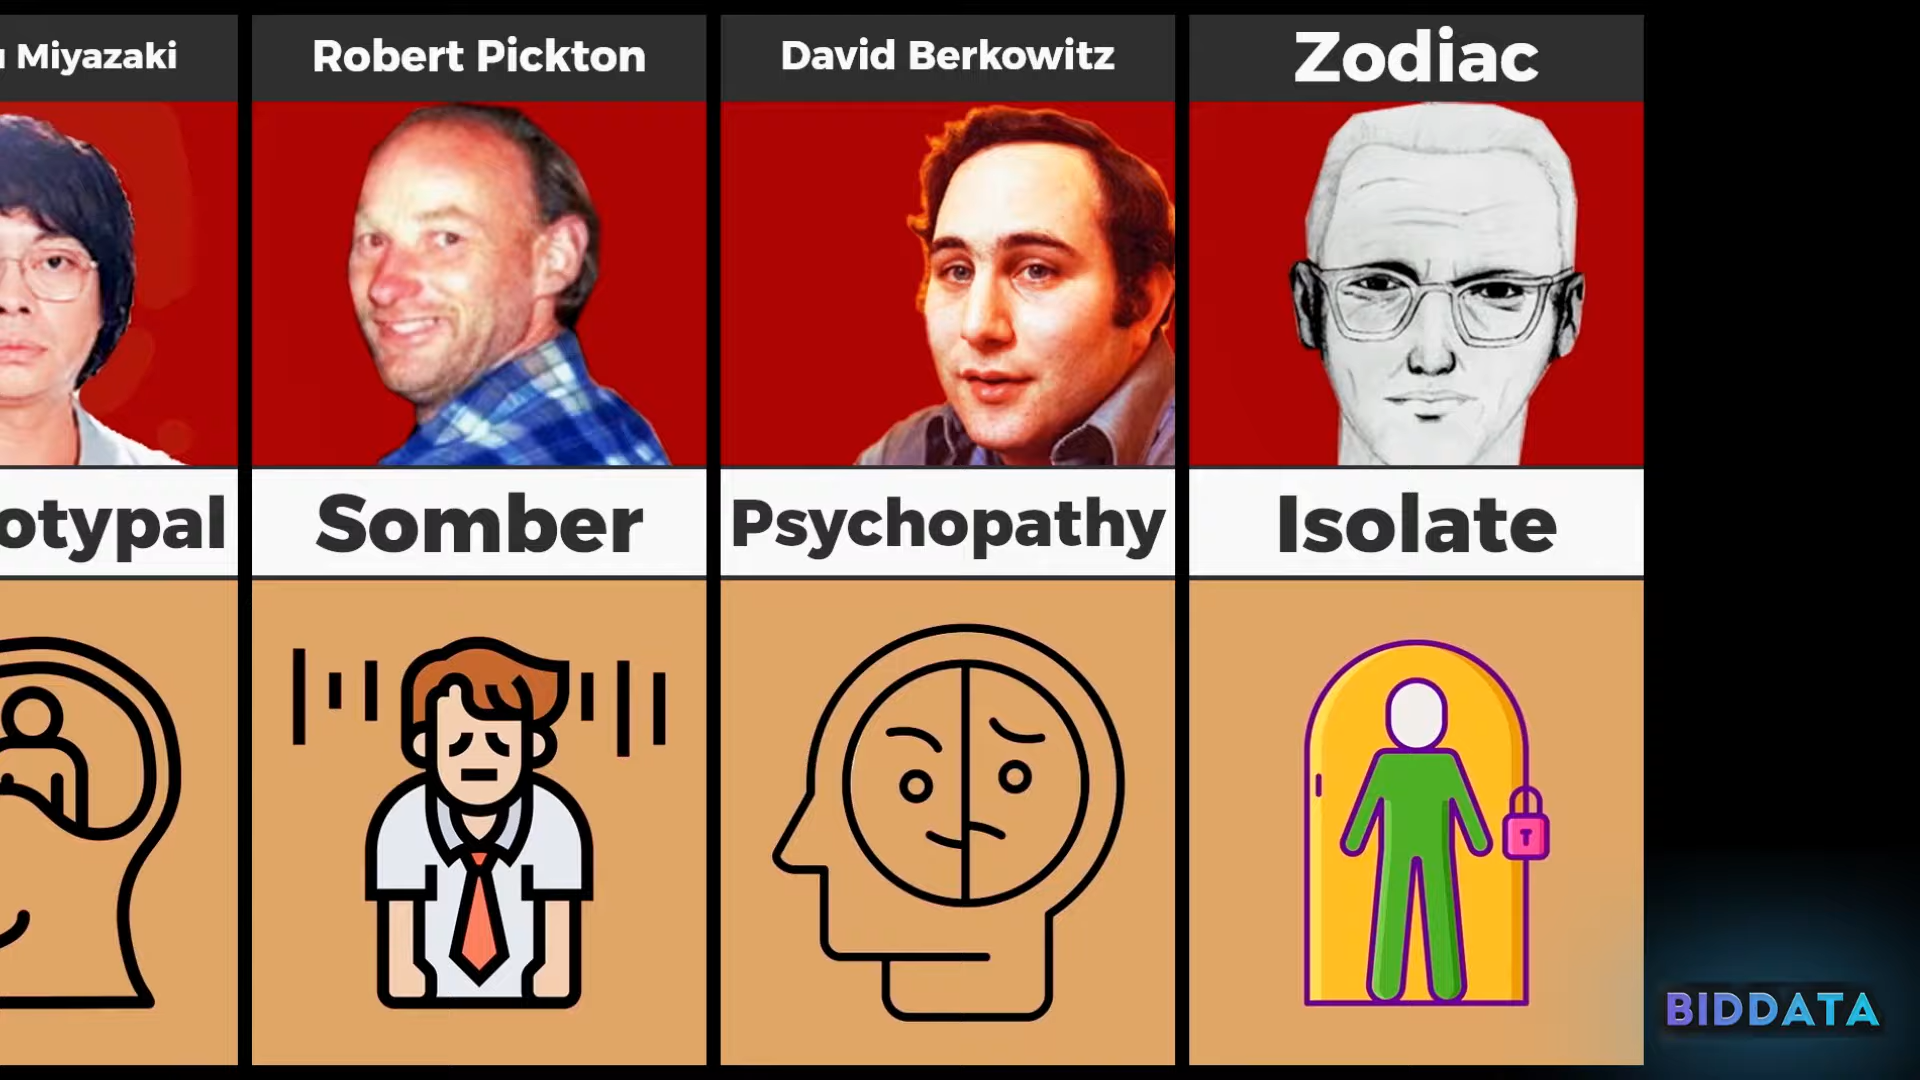 Miyazaki
Robert Pickton
David Berkowitz
Zodiac
otypal
Somber
Psychopathy
Isolate
T
BIDDATA